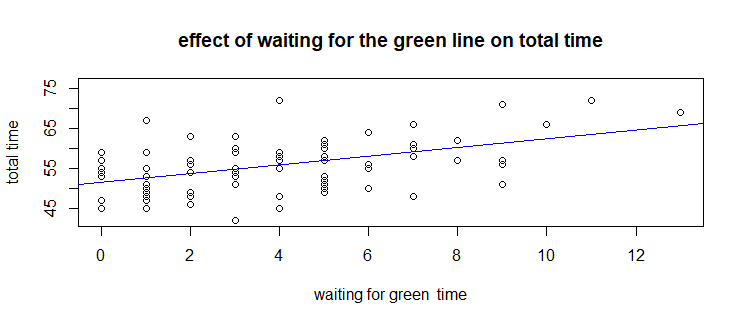 effect of waiting for the green line on total time
total time
75
65
55
45
0 2 4 6 8 10 12
waiting for green time